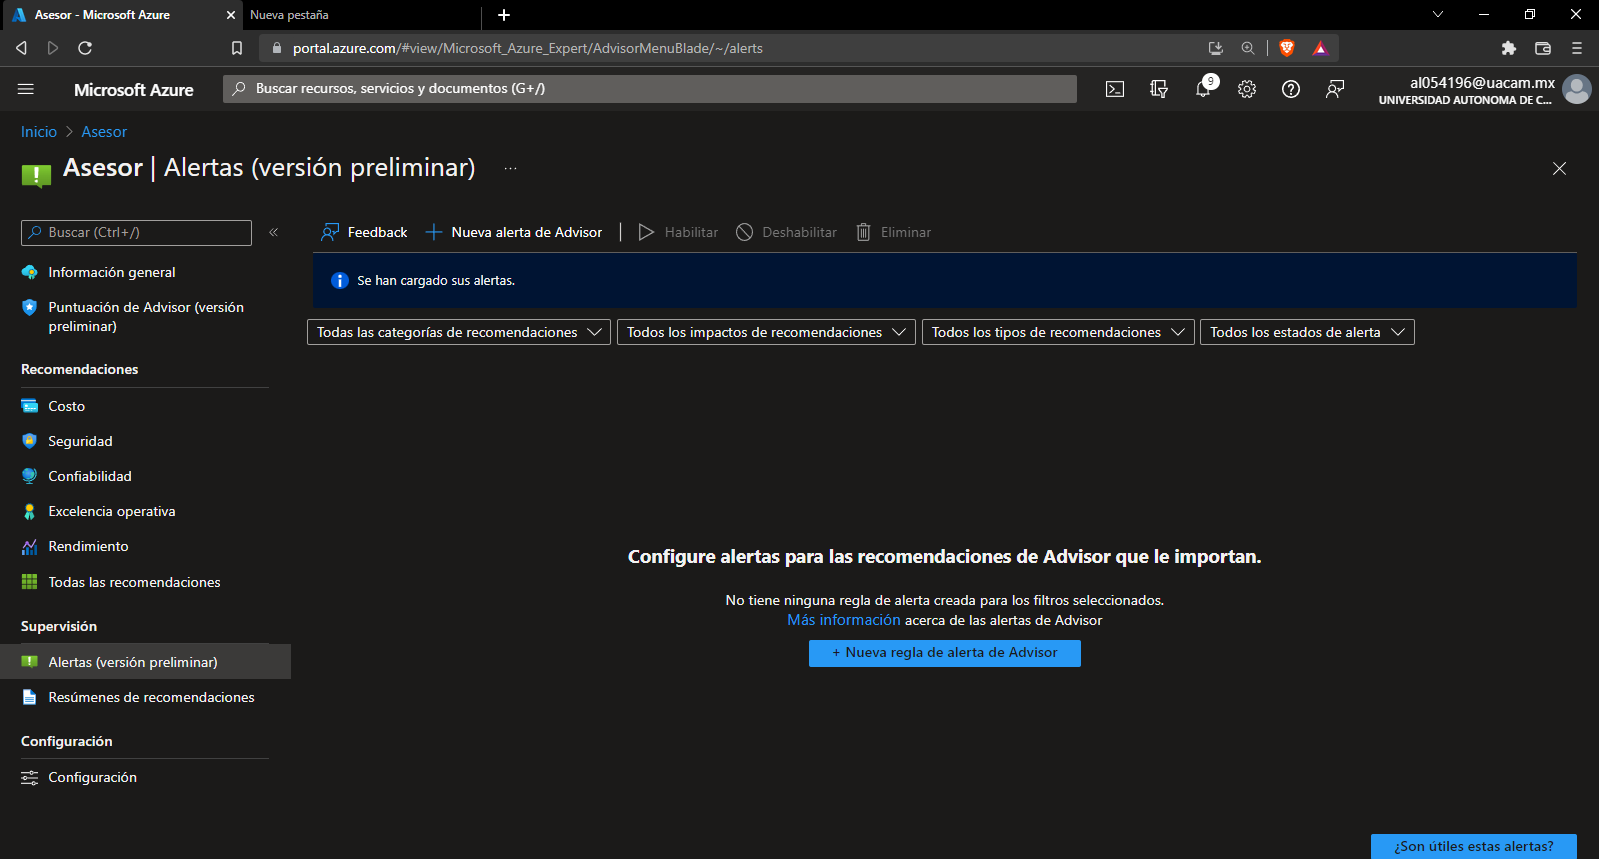 Asesor - Microsoft Azure
Nueva pestaña
portal.azure.com/#view/Microsoft_Azure_Expert/AdvisorMenuBlade/~/alerts
Microsoft Azure
Buscar recursos, servicios y documentos (G+/)
9
al054196@uacam.mx
UNIVERSIDAD AUTONOMA DE C...
Inicio > Asesor
Asesor | Alertas (versión preliminar) ...
Buscar (Ctrl+/)
«
Información general
Puntuación de Advisor (versión
preliminar)
Recomendaciones
Costo
Seguridad
Confiabilidad
Excelencia operativa
Rendimiento
Todas las recomendaciones
Supervisión
Alertas (versión preliminar)
Resúmenes de recomendaciones
Configuración
Configuración
Feedback
Nueva alerta de Advisor
Habilitar
Deshabilitar
Eliminar
Se han cargado sus alertas.
Todas las categorías de recomendaciones
Todos los impactos de recomendaciones
Todos los tipos de recomendaciones
Todos los estados de alerta
Configure alertas para las recomendaciones de Advisor que le importan.
No tiene ninguna regla de alerta creada para los filtros seleccionados.
Más información acerca de las alertas de Advisor
+ Nueva regla de alerta de Advisor
¿Son útiles estas alertas?